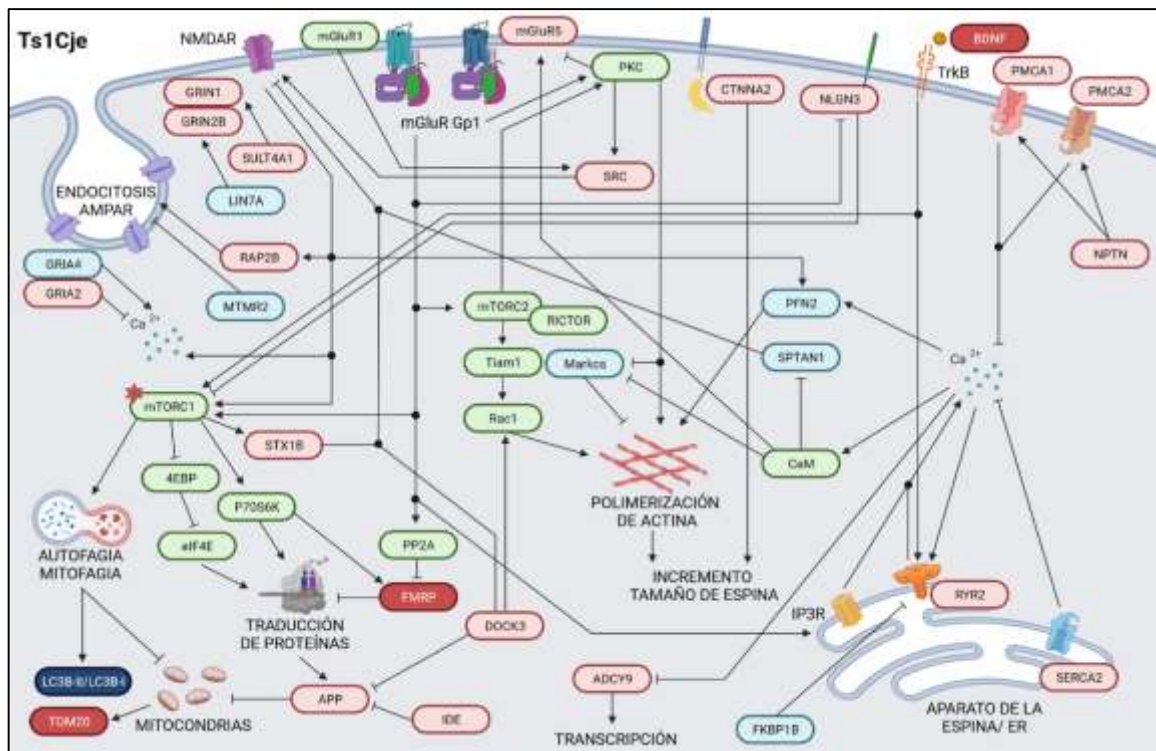 Ts1Cje
NMDAR
mGluR1
mGluR5
PKC
mGluR Gp1
CTNNA2
NLGN3
BDNF
TrkB
PMCA1
PMCA2
GRIN1
GRIN2B
SULT4A1
LIN7A
SRC
ENDOCITOSIS
AMPAR
RAP2B
MTMR2
GRIA4
GRIA2
Ca 2+
NPTN
mTORC2
RICTOR
PFN2
Tiam1
Markcs
SPTAN1
Ca 2+
mTORC1
Rac1
STX1B
CaM
4EBP
P70S6K
POLIMERIZACIÓN
DE ACTINA
eIF4E
PP2A
AUTOFAGIA
MITOFAGIA
INCREMENTO
TAMAÑO DE ESPINA
FMRP
TRADUCCIÓN
DE PROTEÍNAS
DOCK3
IP3R
RYR2
LC3B-II/LC3B-I
APP
ADCY9
SERCA2
TOM20
MITOCONDRIAS
IDE
TRANSCRIPCIÓN
FKBP1B
APARATO DE LA
ESPINA/ ER